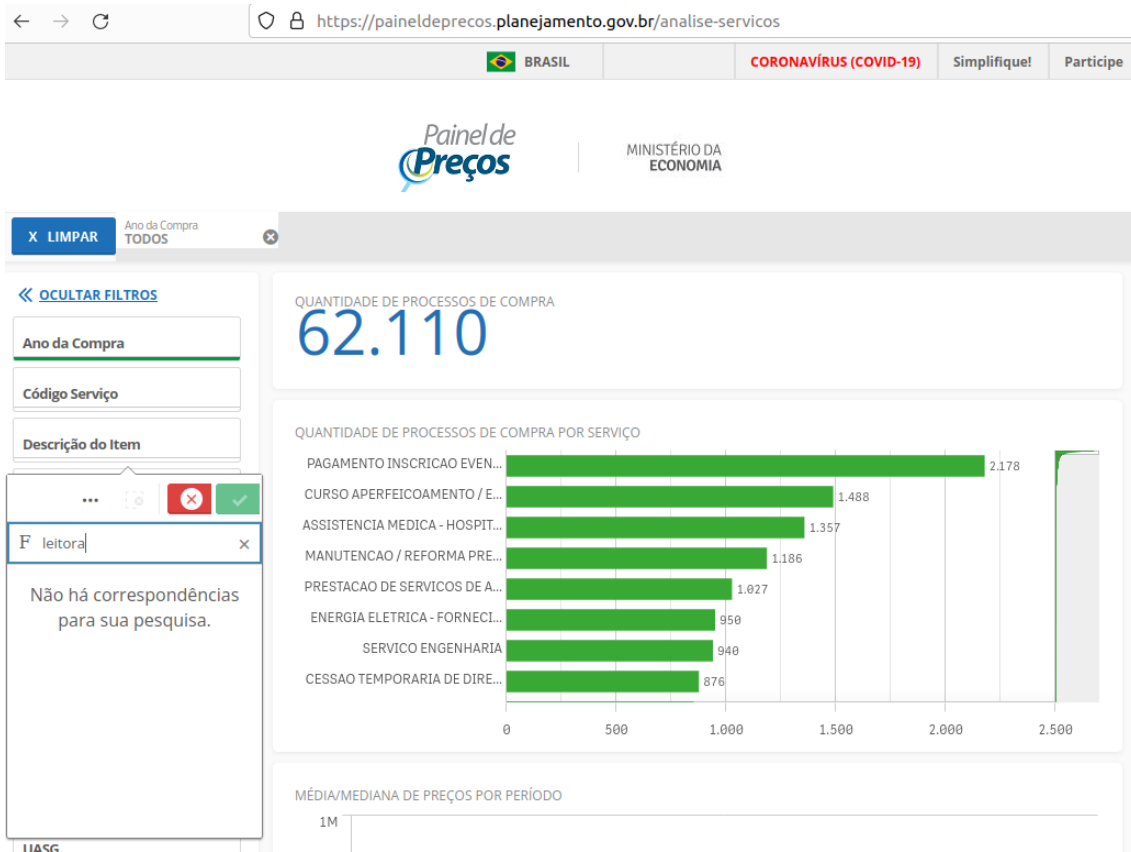 https://paineldeprecos.planejamento.gov.br/analise-servicos
BRASIL
CORONAVÍRUS (COVID-19)
Simplifique!
Participe
Painel de
Preços
MINISTÉRIO DA
ECONOMIA
X LIMPAR
Ano da Compra
TODOS
OCULTAR FILTROS
Ano da Compra
Código Serviço
Descrição do Item
F leitora
Não há correspondências
para sua pesquisa.
UASG
QUANTIDADE DE PROCESSOS DE COMPRA
62.110
QUANTIDADE DE PROCESSOS DE COMPRA POR SERVIÇO
PAGAMENTO INSCRICAO EVEN... 2.178
CURSO APERFEICOAMENTO / E... 1.488
ASSISTENCIA MEDICA - HOSPIT... 1.357
MANUTENCAO / REFORMA PRE... 1.186
PRESTACAO DE SERVICOS DE A... 1.027
ENERGIA ELETRICA - FORNECI... 950
SERVICO ENGENHARIA 940
CESSAO TEMPORARIA DE DIRE... 876
0 500 1.000 1.500 2.000 2.500
MÉDIA/MEDIANA DE PREÇOS POR PERÍODO
1M